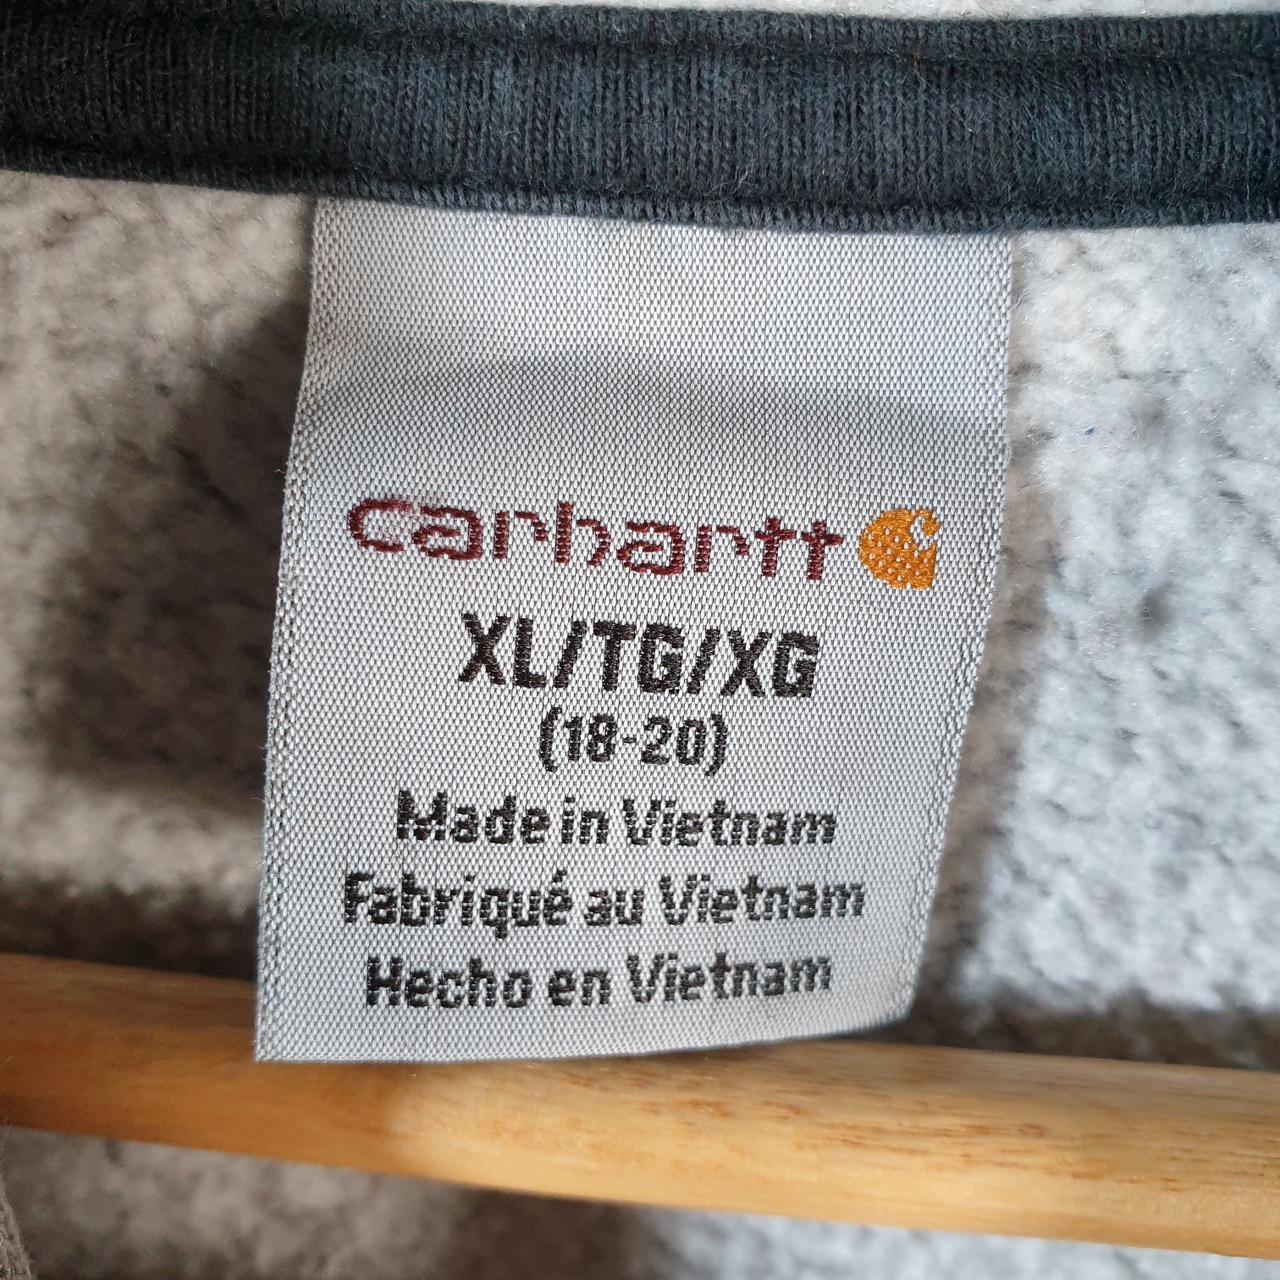 carhartt
XL/TG/XG
(18-20)
Made in Vietnam
Fabriqué au Vietnam
Hecho en Vietnam